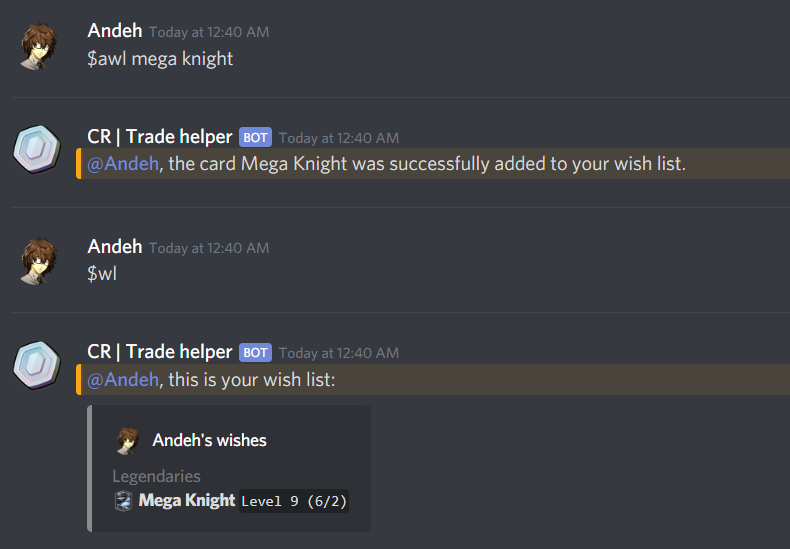 Andeh Today at 12:40 AM
$awl mega knight
CR | Trade helper BOT Today at 12:40 AM
@Andeh, the card Mega Knight was successfully added to your wish list.
Andeh Today at 12:40 AM
$wl
CR | Trade helper BOT Today at 12:40 AM
@Andeh, this is your wish list:
Andeh's wishes
Legendaries
Mega Knight Level 9 (6/2)